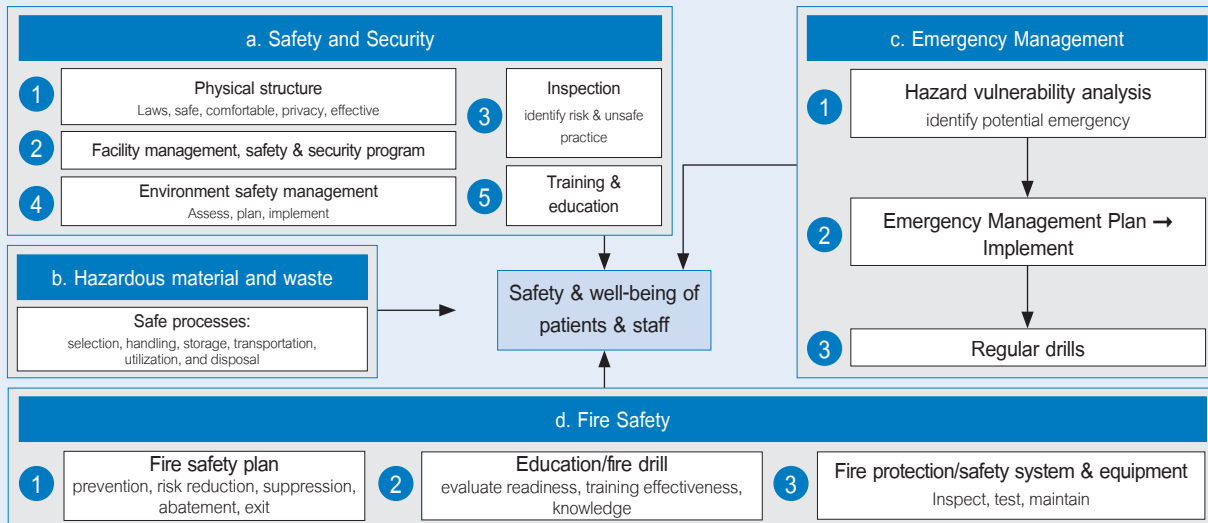 a. Safety and Security
1
Physical structure
Laws, safe, comfortable, privacy, effective
2
Facility management, safety & security program
4
Environment safety management
Assess, plan, implement
3
Inspection
identify risk & unsafe
practice
5
Training &
education
b. Hazardous material and waste
Safe processes:
selection, handling, storage, transportation,
utilization, and disposal
Safety & well-being of
patients & staff
c. Emergency Management
1
Hazard vulnerability analysis
identify potential emergency
2
Emergency Management Plan →
Implement
3
Regular drills
d. Fire Safety
1
Fire safety plan
prevention, risk reduction, suppression,
abatement, exit
2
Education/fire drill
evaluate readiness, training effectiveness,
knowledge
3
Fire protection/safety system & equipment
Inspect, test, maintain